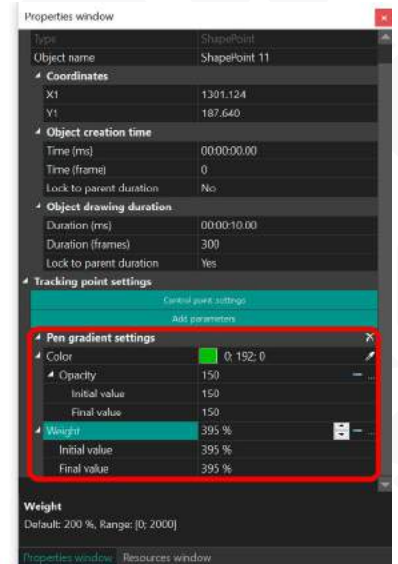 Properties window
Type ShapePoint
Object name ShapePoint 11
Coordinates
X1 1301.124
Y1 187.640
Object creation time
Time (ms) 00:00:00.00
Time (frame) 0
Lock to parent duration No
Object drawing duration
Duration (ms) 00:00:10.00
Duration (frames) 300
Lock to parent duration Yes
Tracking point settings
Control point settings
Add parameters
Pen gradient settings
Color 0; 192; 0
Opacity 150
Initial value 150
Final value 150
Weight 395 %
Initial value 395 %
Final value 395 %
Weight
Default: 200 %, Range: [0; 2000]
Properties window Resources window